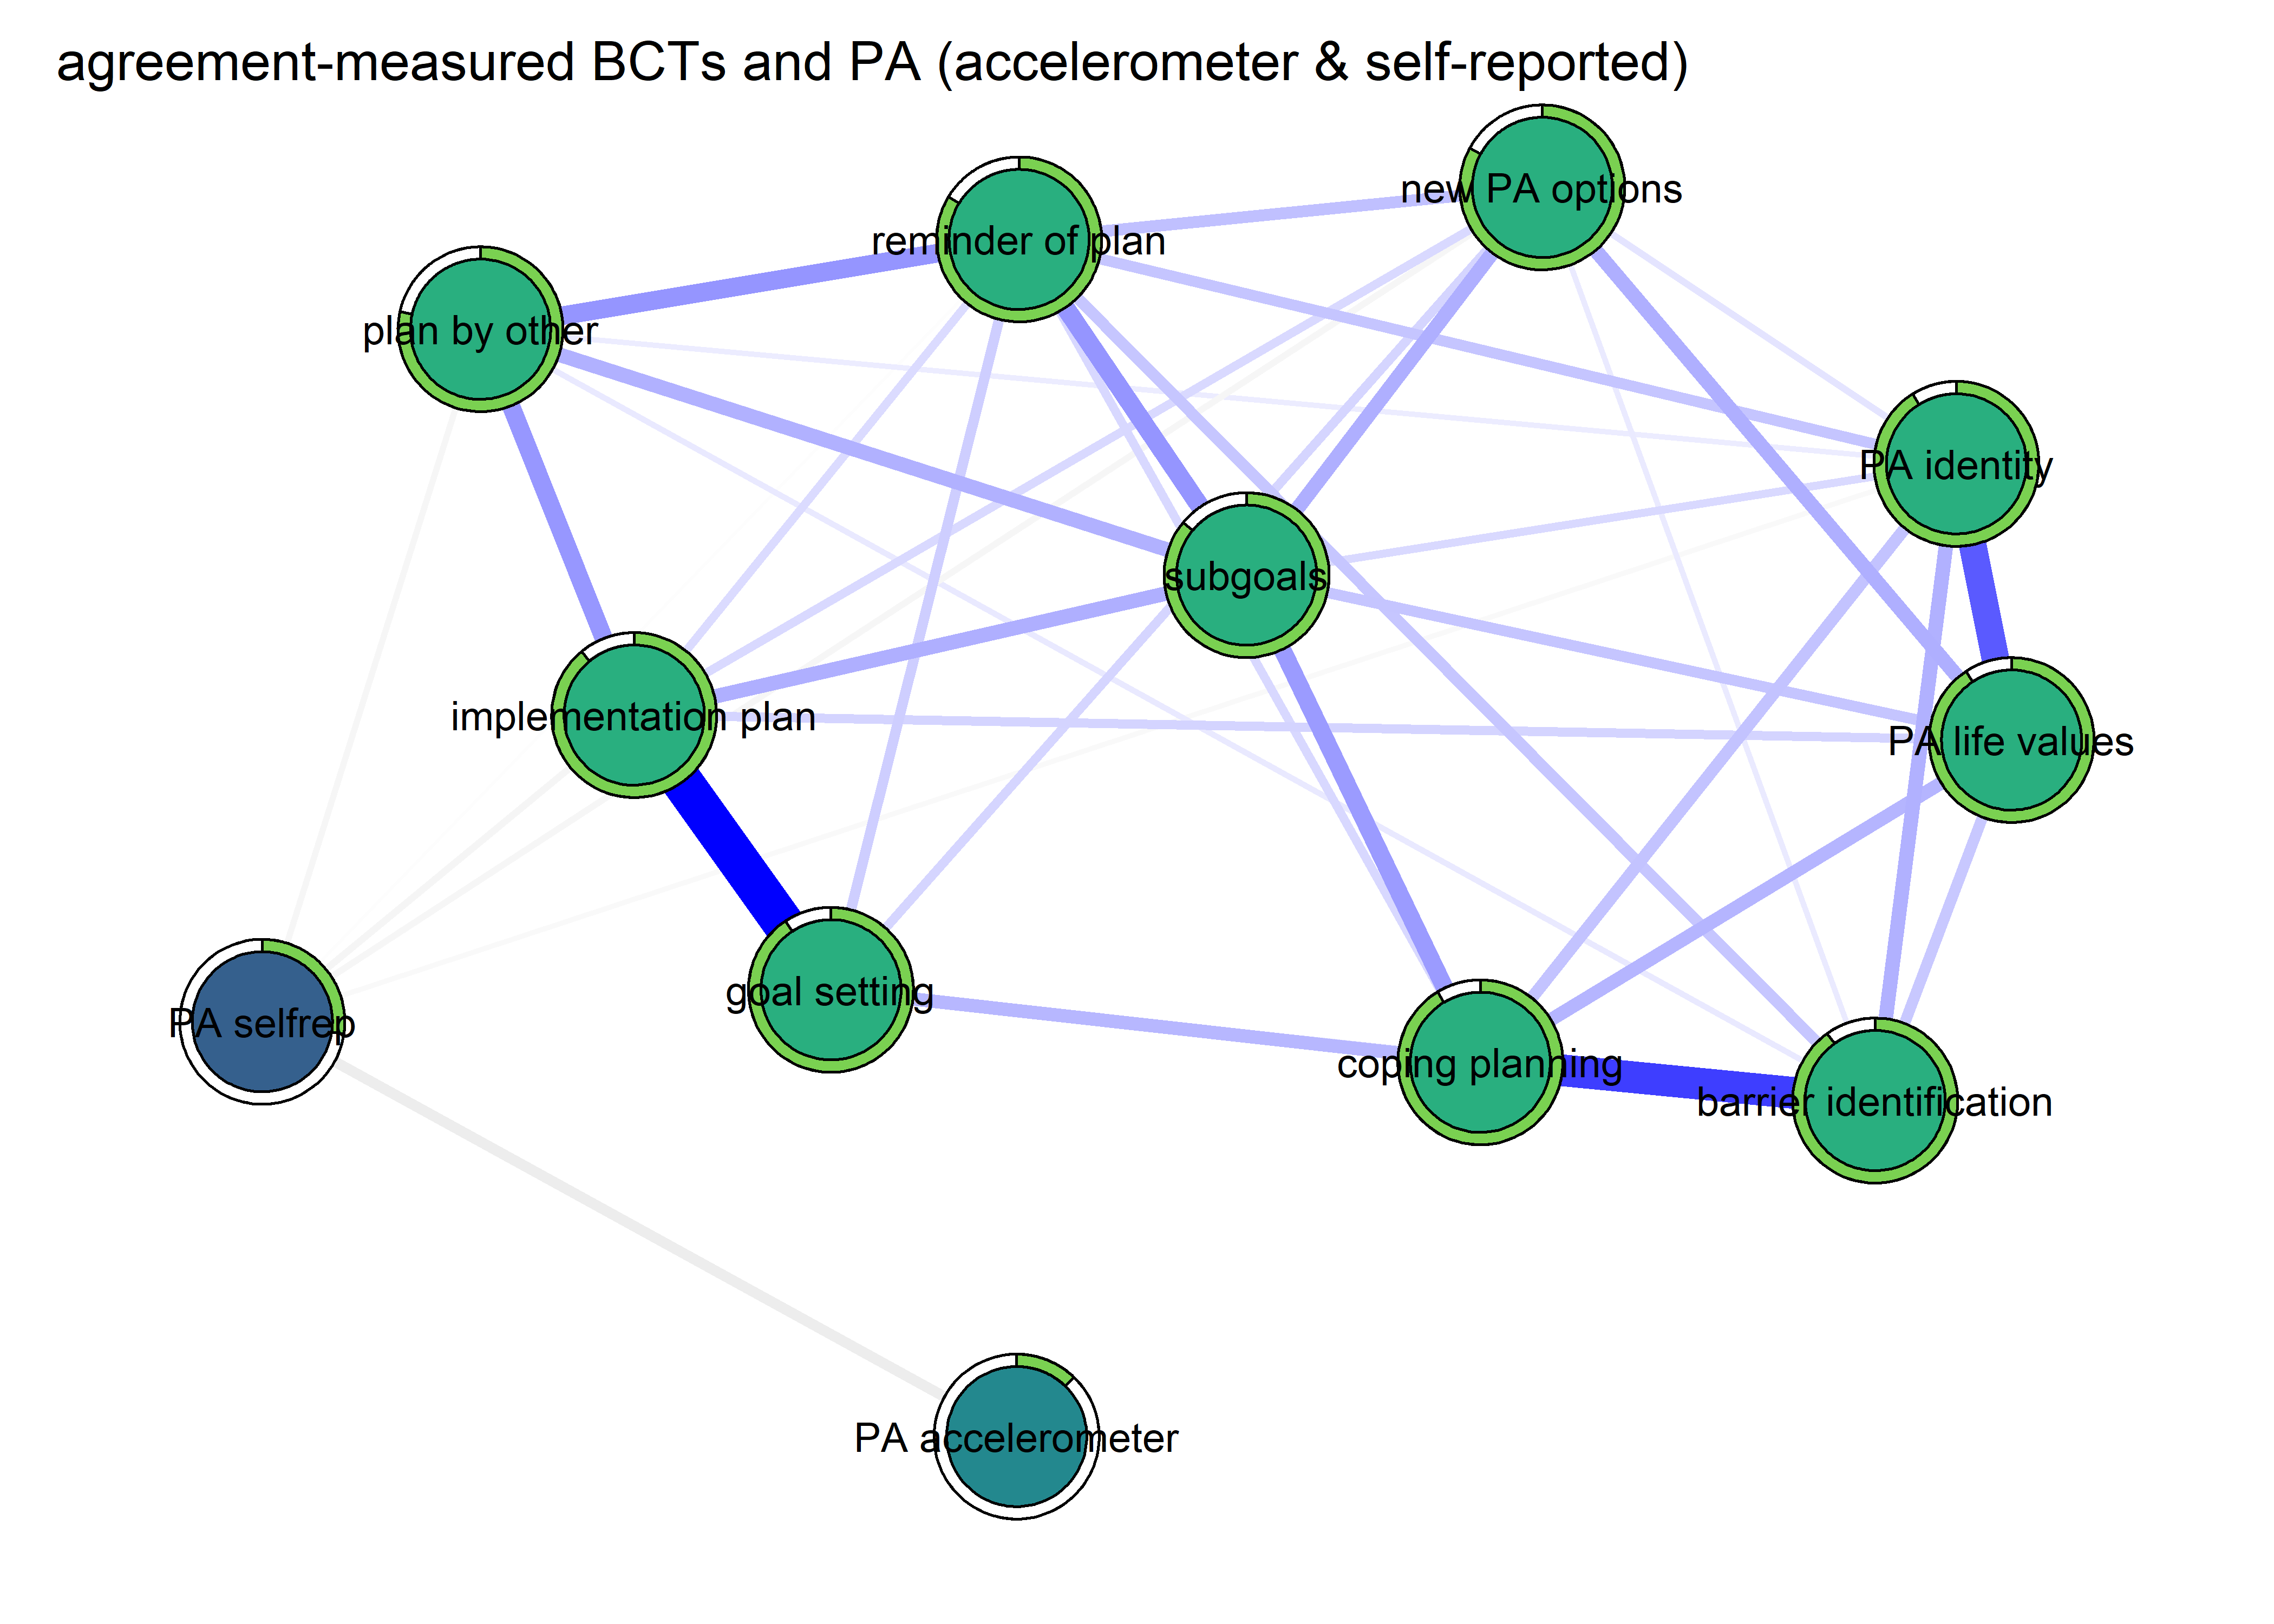 agreement-measured BCTs and PA (accelerometer & self-reported)
new PA options
reminder of plan
plan by other
PA identity
subgoals
implementation plan
PA life values
goal setting
PA selfrep
coping planning
barrier identification
PA accelerometer